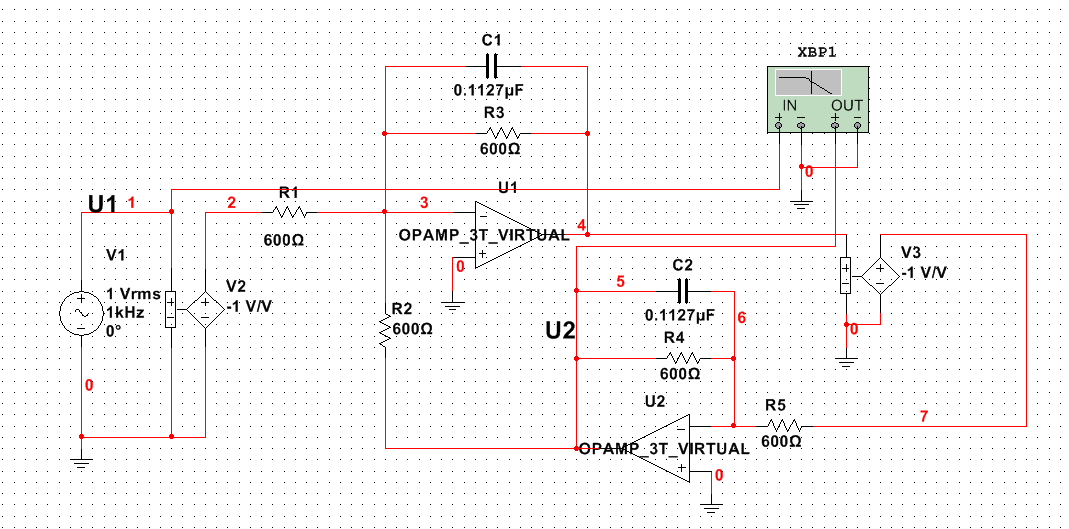 C1
0.1127µF
R3
600Ω
XBP1
IN OUT
+ − + −
0
U1 1
2
R1
600Ω
3
U1
−
OPAMP_3T_VIRTUAL
+
0
4
V1
+
1 Vrms
1kHz
0°
−
+
−
+
−
V2
-1 V/V
0
R2
600Ω
5
C2
0.1127µF
6
U2
R4
600Ω
+
−
+
−
V3
-1 V/V
0
U2
−
OPAMP_3T_VIRTUAL
+
0
R5
600Ω
7